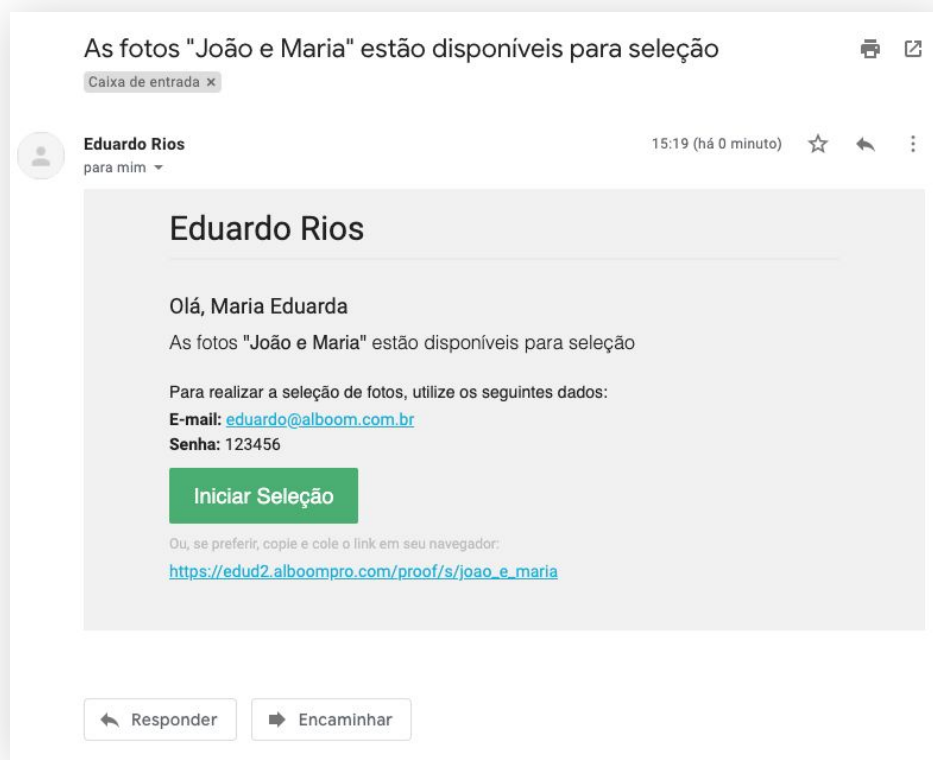 As fotos "João e Maria" estão disponíveis para seleção
Caixa de entrada ×
Eduardo Rios
15:19 (há 0 minuto)
para mim
Eduardo Rios
Olá, Maria Eduarda
As fotos "João e Maria" estão disponíveis para seleção
Para realizar a seleção de fotos, utilize os seguintes dados:
E-mail: eduardo@alboom.com.br
Senha: 123456
Iniciar Seleção
Ou, se preferir, copie e cole o link em seu navegador:
https://edud2.alboompro.com/proof/s/joao_e_maria
Responder
Encaminhar